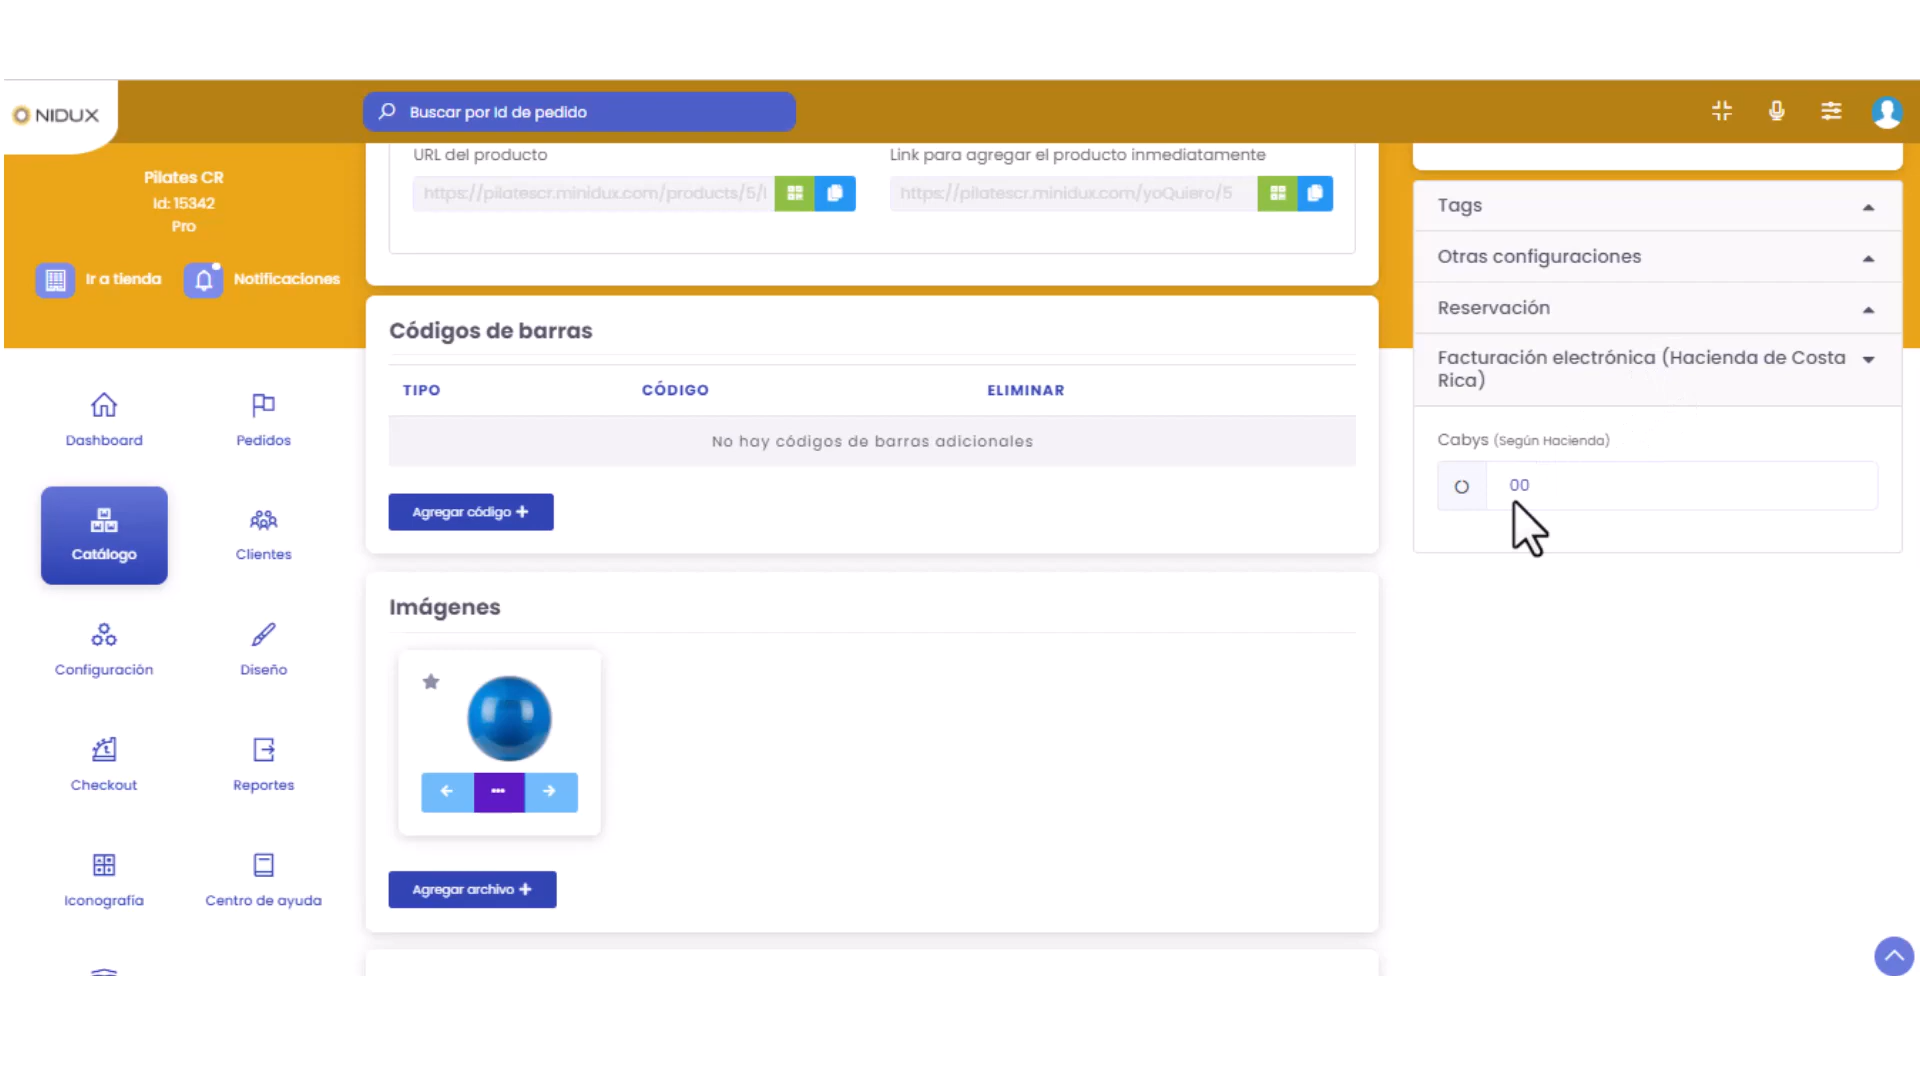 NIDUX
Buscar por Id de pedido
Pilates CR
Id: 15342
Pro
Ir a tienda
Notificaciones
Dashboard
Pedidos
Catálogo
Clientes
Configuración
Diseño
Checkout
Reportes
Iconografía
Centro de ayuda
URL del producto
Link para agregar el producto inmediatamente
https://pilatescr.minidux.com/products/5/
https://pilatescr.minidux.com/yoQuiero/5
Códigos de barras
TIPO
CÓDIGO
ELIMINAR
No hay códigos de barras adicionales
Agregar código +
Imágenes
Agregar archivo +
Tags
Otras configuraciones
Reservación
Facturación electrónica (Hacienda de Costa
Rica)
Cabys (Según Hacienda)
00